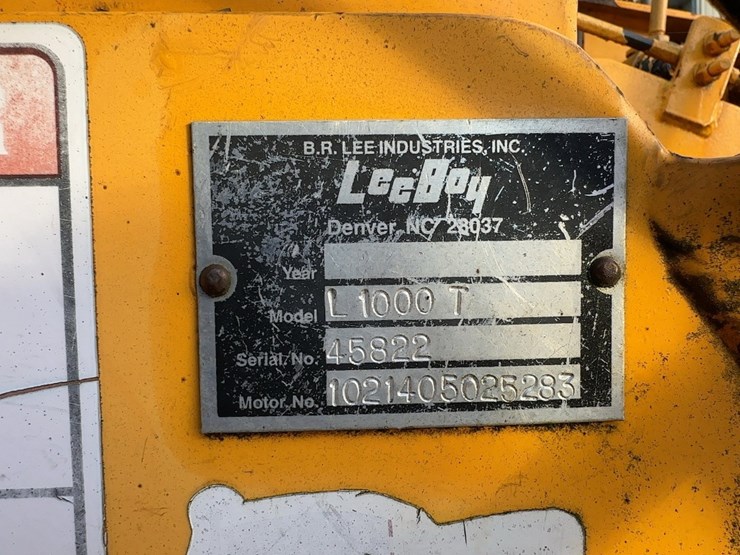 B.R. LEE INDUSTRIES, INC.
LeeBoy
Denver, NC 28037
Year
Model L 1000 T
Serial No. 45822
Motor No. 1021405025283